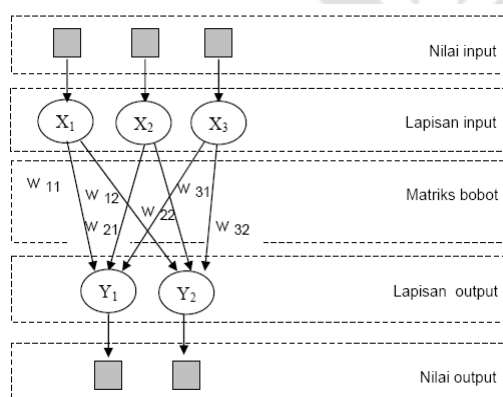 Nilai input
X1 X2 X3
Lapisan input
W 11
W 12
W 21
W 22
W 31
W 32
Matriks bobot
Y1 Y2
Lapisan output
Nilai output